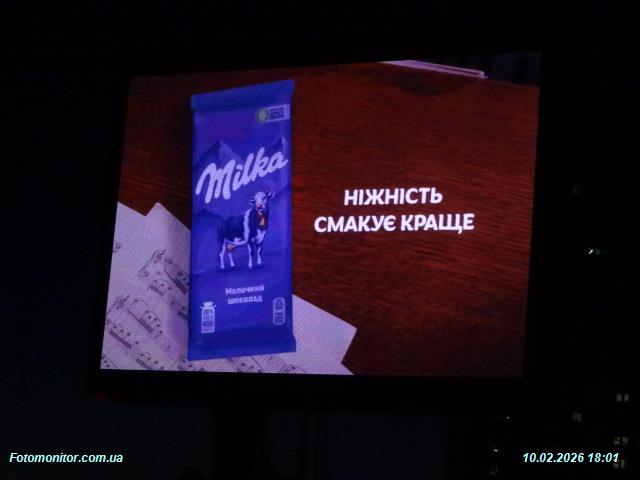 Milka
НІЖНІСТЬ
СМАКУЄ КРАЩЕ
Молочний
шоколад
Fotomonitor.com.ua
10.02.2026 18:01